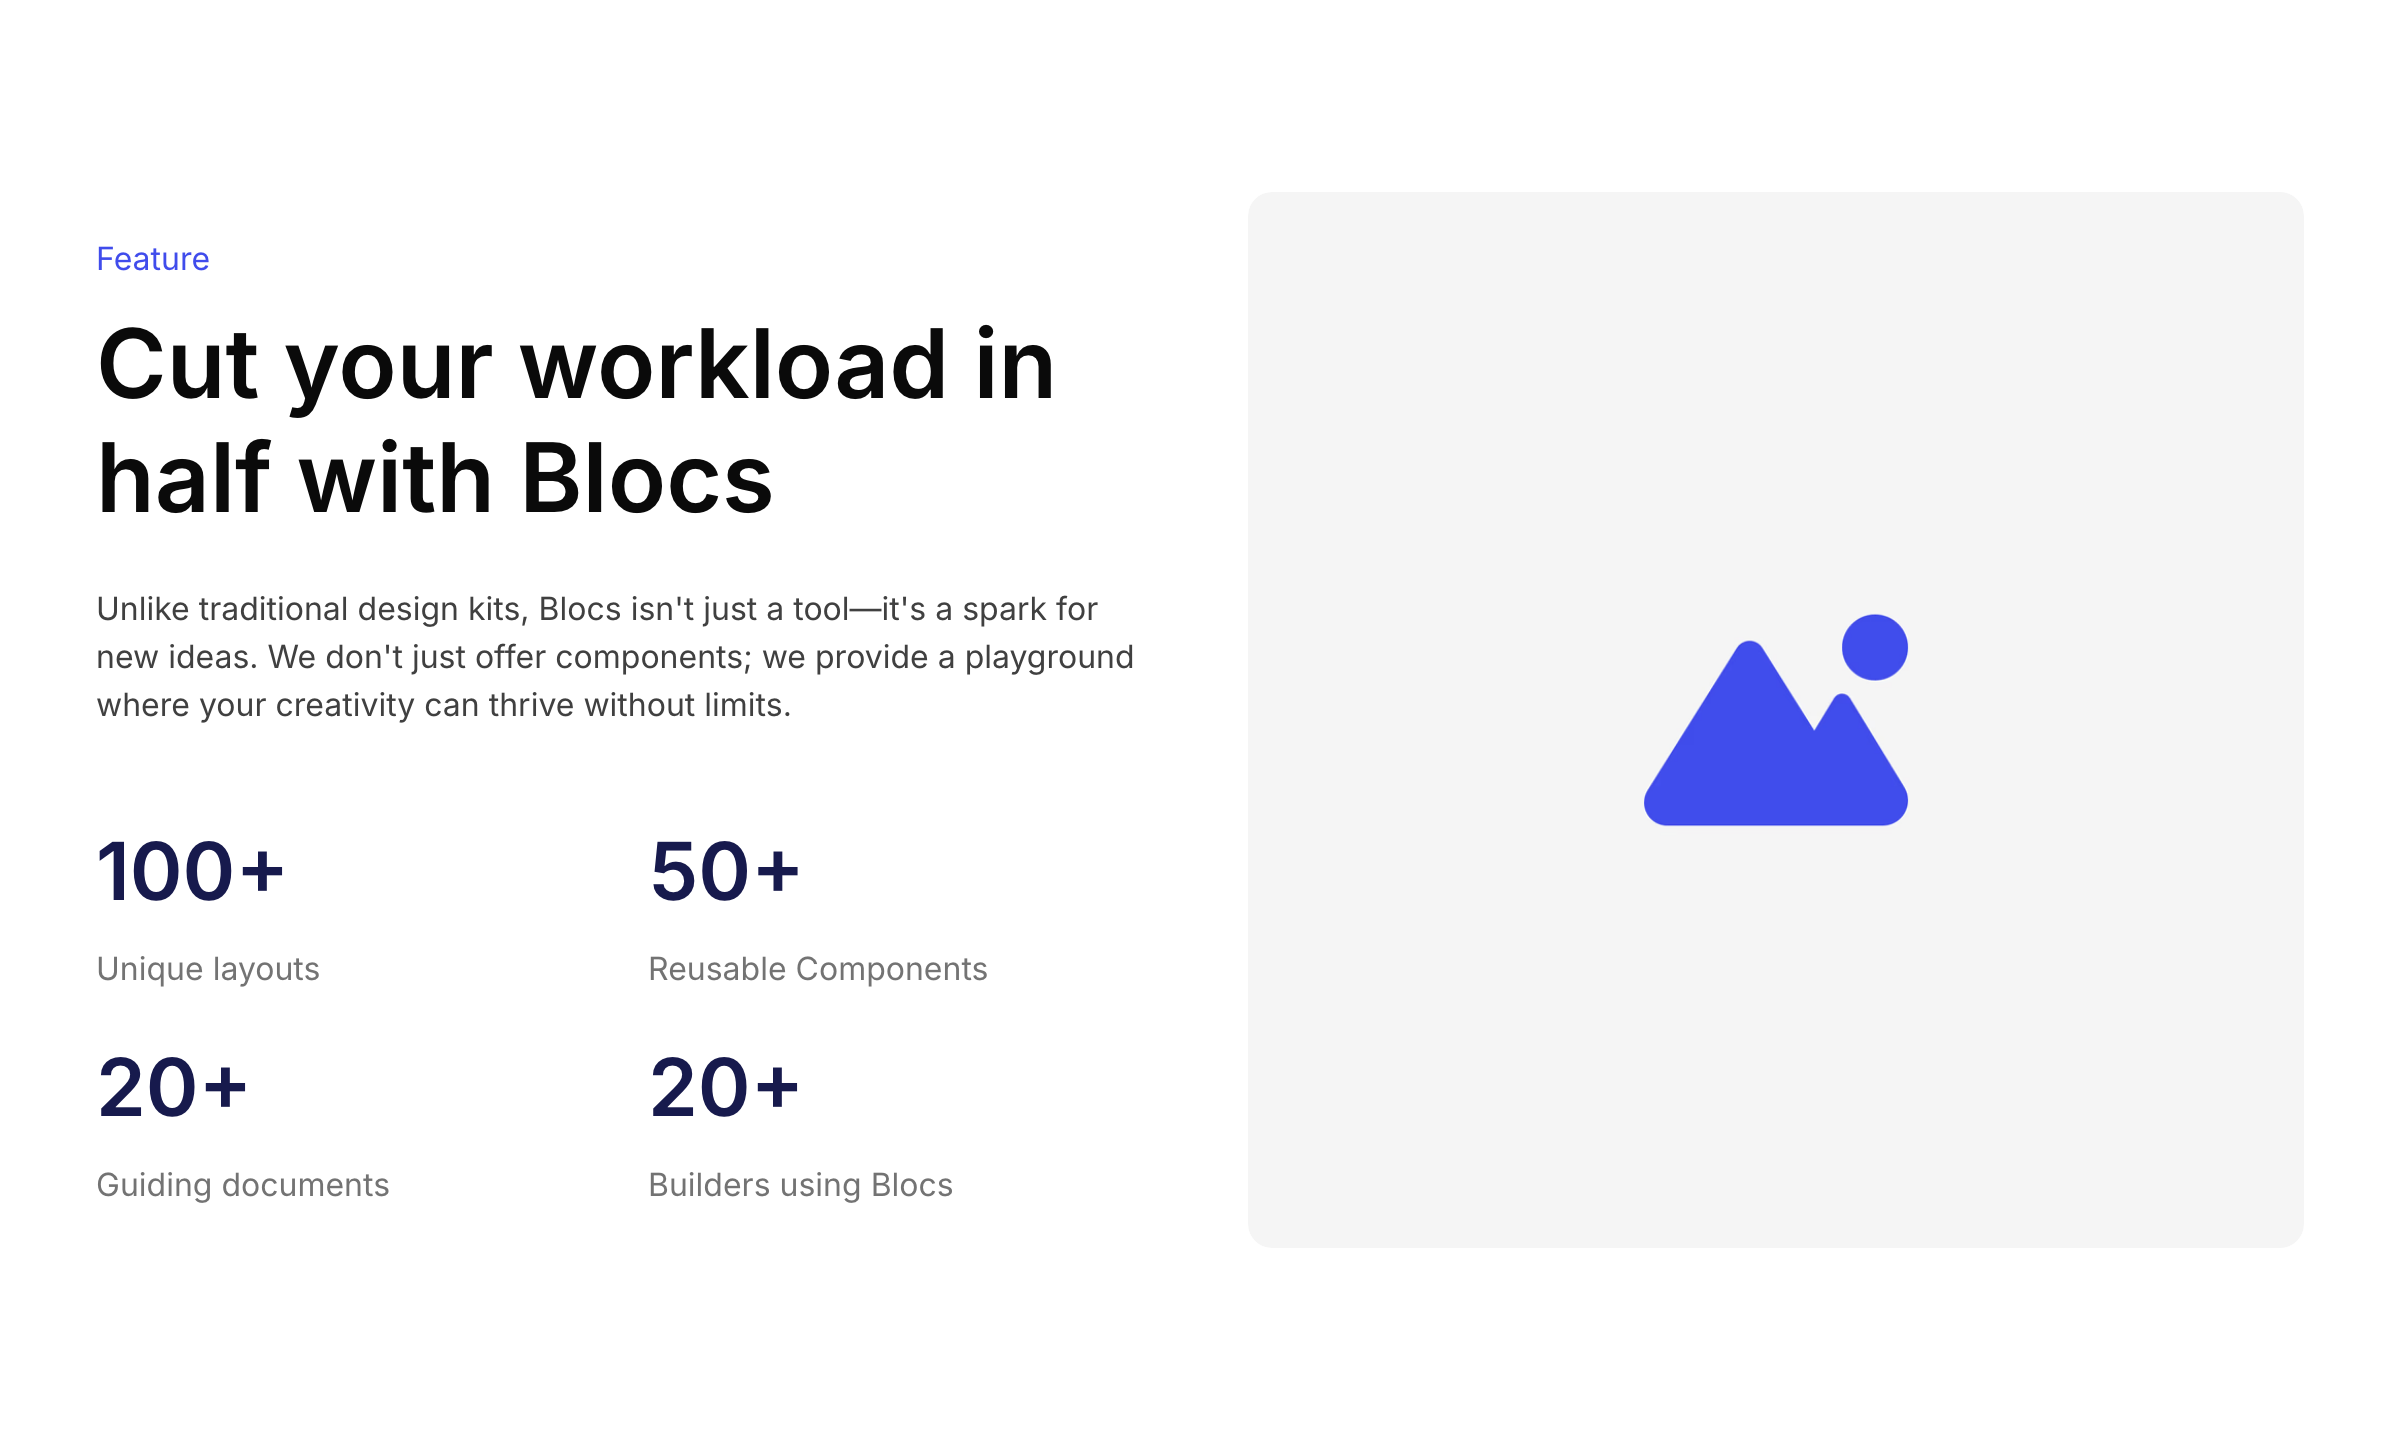 Feature
Cut your workload in
half with Blocs
Unlike traditional design kits, Blocs isn't just a tool—it's a spark for
new ideas. We don't just offer components; we provide a playground
where your creativity can thrive without limits.
100+
Unique layouts
50+
Reusable Components
20+
Guiding documents
20+
Builders using Blocs